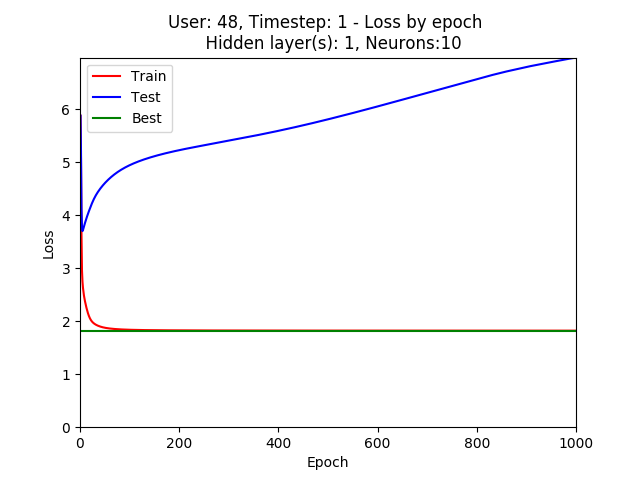 User: 48, Timestep: 1 - Loss by epoch
Hidden layer(s): 1, Neurons:10
Train
Test
Best
6
5
4
3
2
1
0
Loss
0 200 400 600 800 1000
Epoch